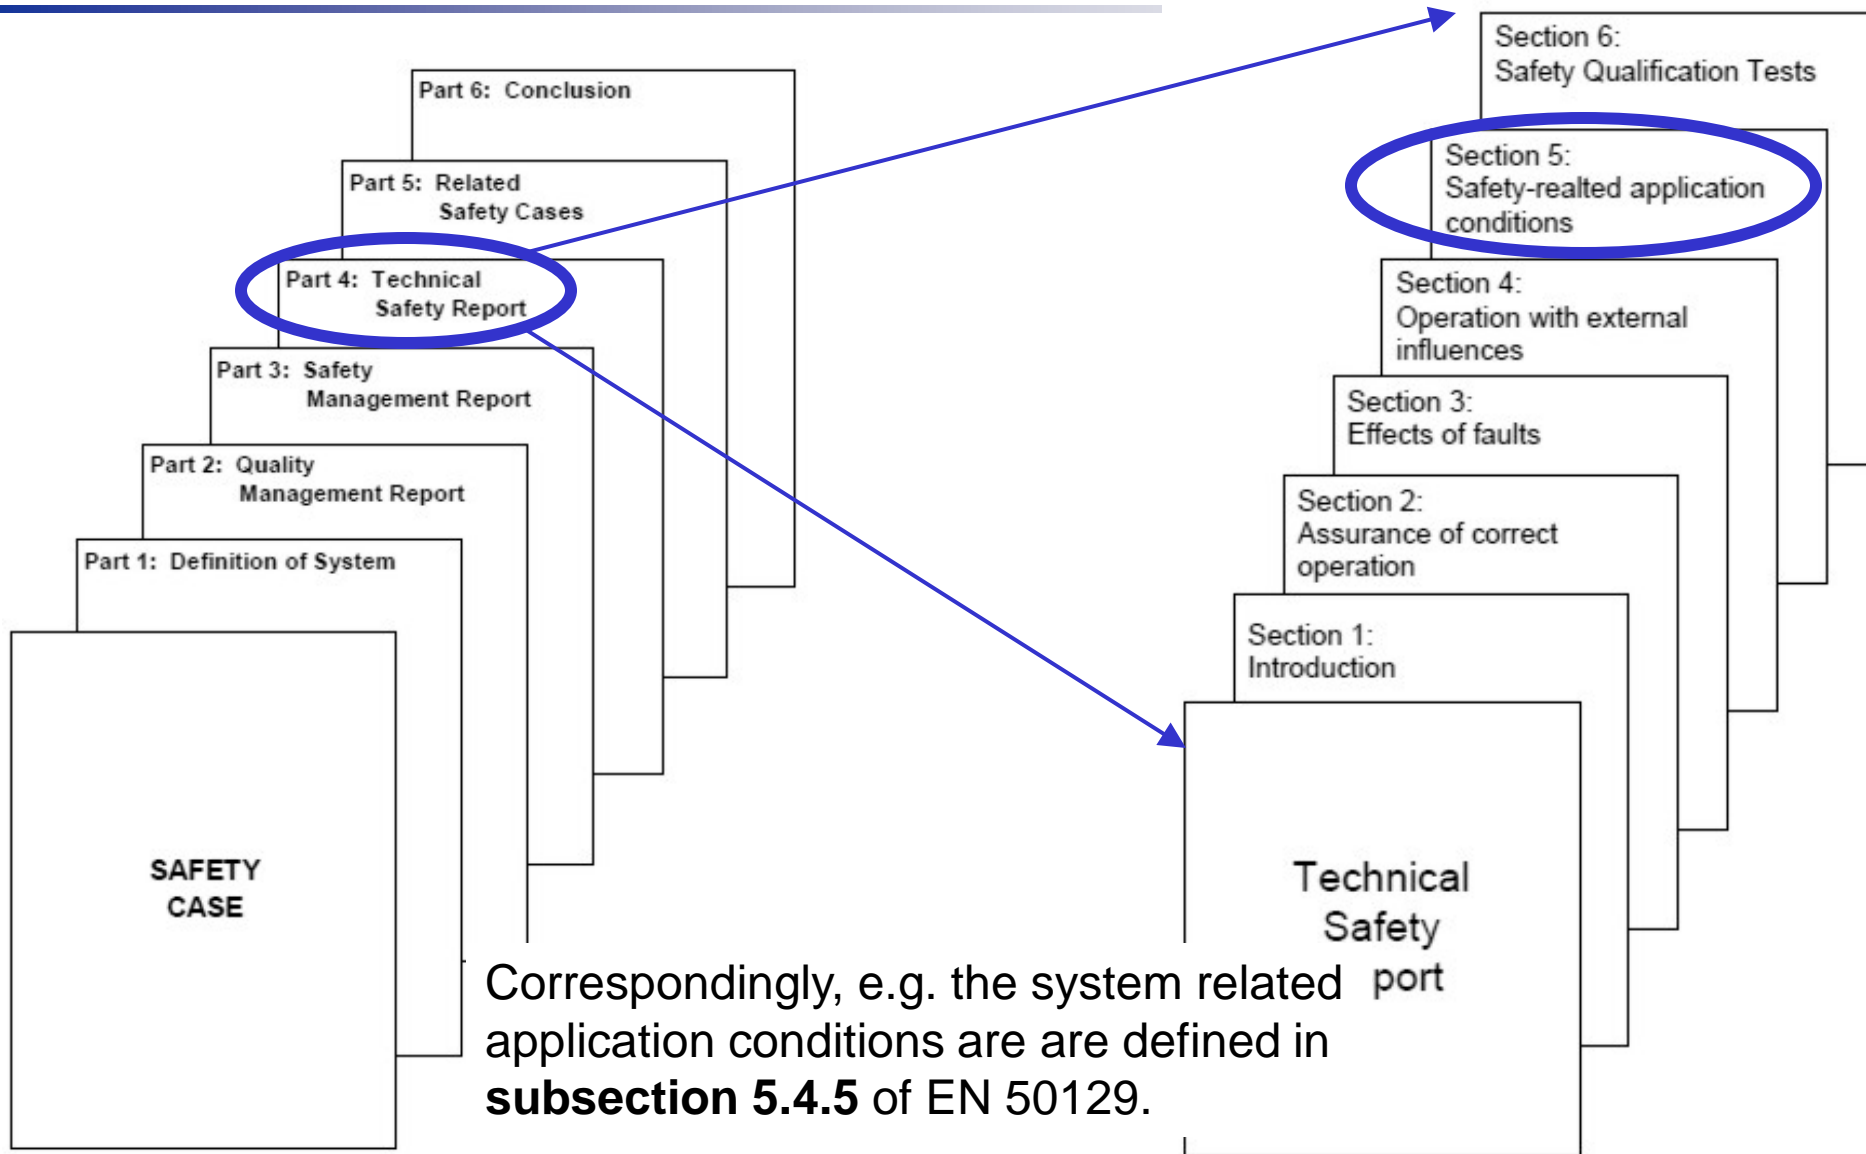 Part 6: Conclusion
Part 5: Related
Safety Cases
Part 4: Technical
Safety Report
Part 3: Safety
Management Report
Part 2: Quality
Management Report
Part 1: Definition of System
SAFETY
CASE
Section 6:
Safety Qualification Tests
Section 5:
Safety-realted application
conditions
Section 4:
Operation with external
influences
Section 3:
Effects of faults
Section 2:
Assurance of correct
operation
Section 1:
Introduction
Technical
Safety
port
Correspondingly, e.g. the system related
application conditions are are defined in
subsection 5.4.5 of EN 50129.